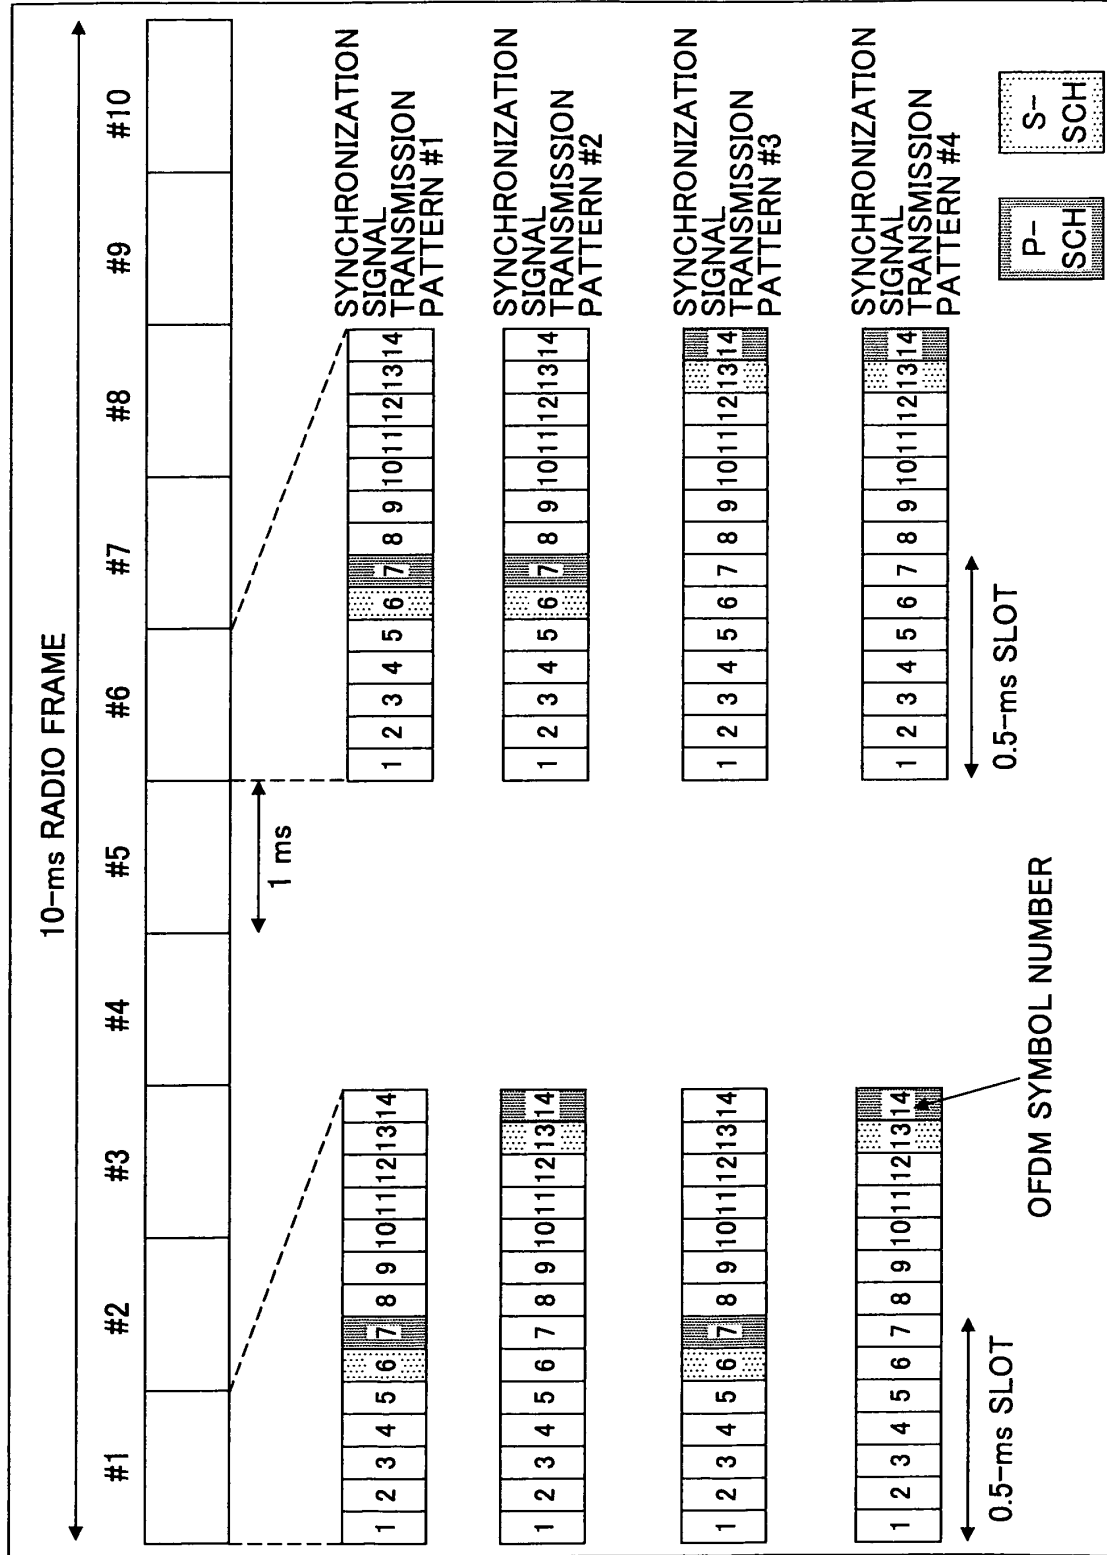 10-ms RADIO FRAME
#1 #2 #3 #4 #5 #6 #7 #8 #9 #10
1 ms
1 2 3 4 5 6 7 8 9 10 11 12 13 14
1 2 3 4 5 6 7 8 9 10 11 12 13 14
SYNCHRONIZATION
SIGNAL
TRANSMISSION
PATTERN #1
1 2 3 4 5 6 7 8 9 10 11 12 13 14
1 2 3 4 5 6 7 8 9 10 11 12 13 14
SYNCHRONIZATION
SIGNAL
TRANSMISSION
PATTERN #2
1 2 3 4 5 6 7 8 9 10 11 12 13 14
1 2 3 4 5 6 7 8 9 10 11 12 13 14
SYNCHRONIZATION
SIGNAL
TRANSMISSION
PATTERN #3
1 2 3 4 5 6 7 8 9 10 11 12 13 14
1 2 3 4 5 6 7 8 9 10 11 12 13 14
SYNCHRONIZATION
SIGNAL
TRANSMISSION
PATTERN #4
0.5-ms SLOT
OFDM SYMBOL NUMBER
0.5-ms SLOT
P-
SCH
S-
SCH